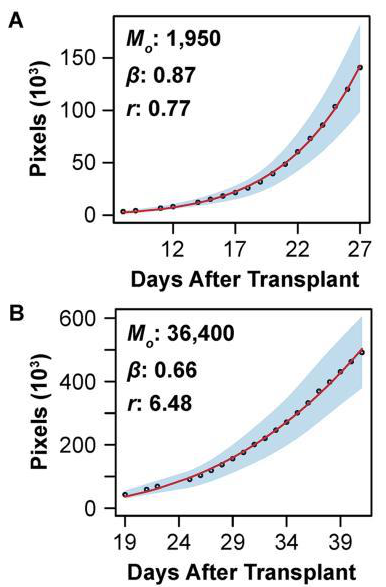 A
Mₒ: 1,950
β: 0.87
r: 0.77
Pixels (10³)
150
100
50
0
12 17 22 27
Days After Transplant
B
Mₒ: 36,400
β: 0.66
r: 6.48
Pixels (10³)
600
400
200
0
19 24 29 34 39
Days After Transplant